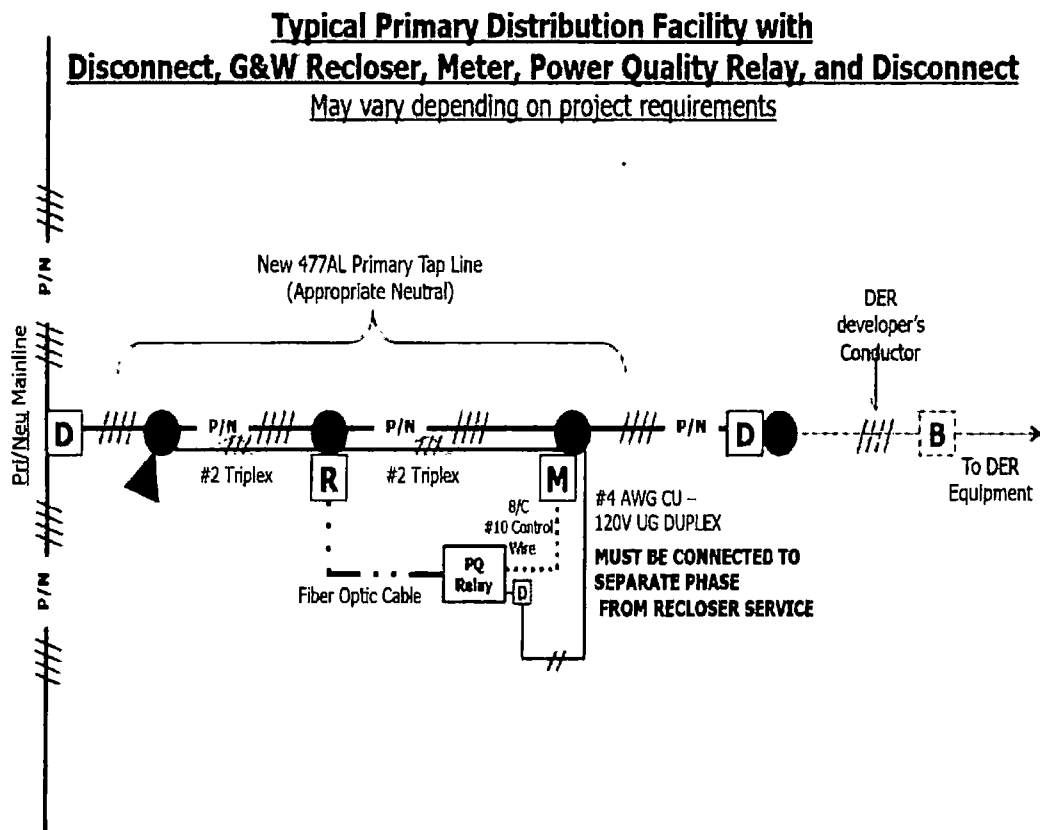 Typical Primary Distribution Facility with
Disconnect, G&W Recloser, Meter, Power Quality Relay, and Disconnect
May vary depending on project requirements
P/N
New 477AL Primary Tap Line
(Appropriate Neutral)
DER
developer's
Conductor
Pri/Neu Mainline
D
P/N
P/N
P/N
D
B
#2 Triplex
R
#2 Triplex
M
To DER
Equipment
#4 AWG CU –
120V UG DUPLEX
8/C
#10 Control
Wire
MUST BE CONNECTED TO
SEPARATE PHASE
FROM RECLOSER SERVICE
PQ
Relay
D
Fiber Optic Cable
P/N